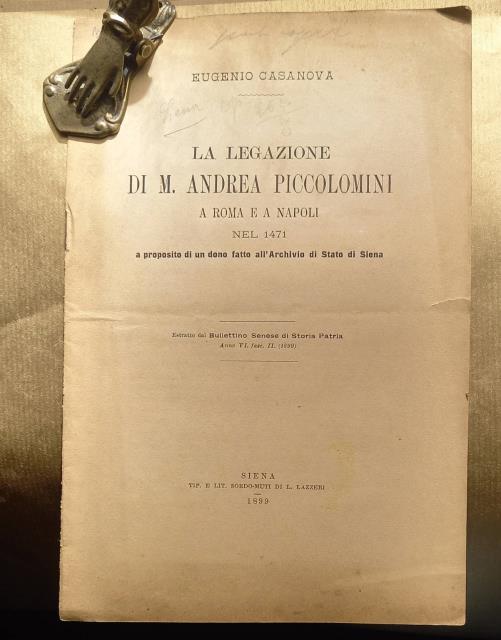 EUGENIO CASANOVA
LA LEGAZIONE
DI M. ANDREA PICCOLOMINI
A ROMA E A NAPOLI
NEL 1471
a proposito di un dono fatto all'Archivio di Stato di Siena
Estratto dal Bullettino Senese di Storia Patria
Anno VI. fasc. II. (1899)
SIENA
TIP. E LIT. SORDO-MUTI DI L. LAZZERI
1899